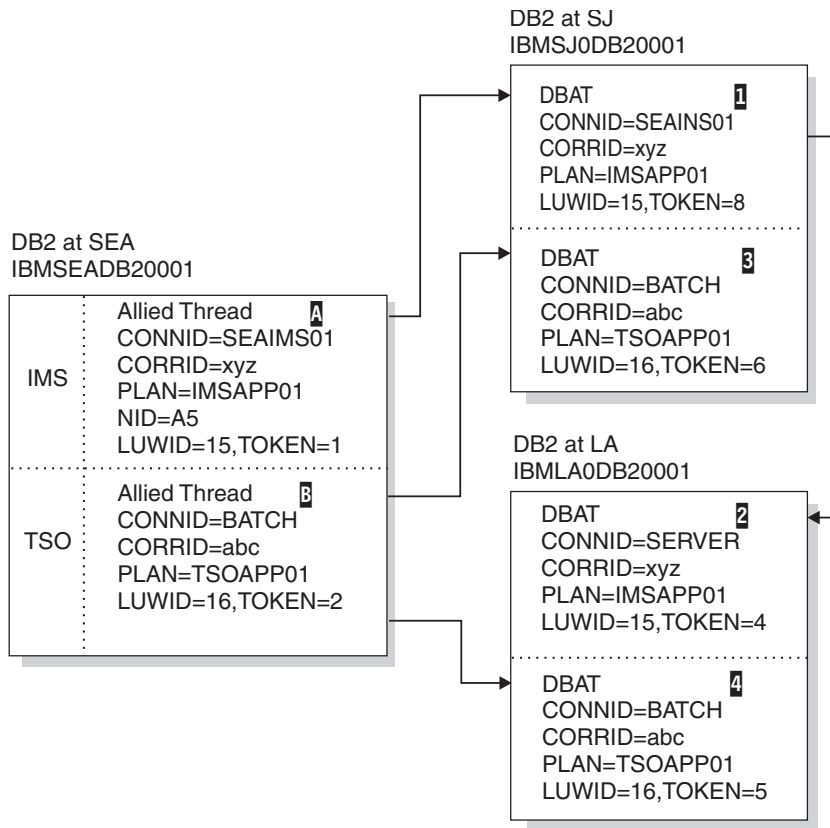 DB2 at SJ
IBMSJ0DB20001
DBAT 1
CONNID=SEAINS01
CORRID=xyz
PLAN=IMSAPP01
LUWID=15,TOKEN=8
DBAT 3
CONNID=BATCH
CORRID=abc
PLAN=TSOAPP01
LUWID=16,TOKEN=6
DB2 at SEA
IBMSEADB20001
IMS
Allied Thread A
CONNID=SEAIMS01
CORRID=xyz
PLAN=IMSAPP01
NID=A5
LUWID=15,TOKEN=1
TSO
Allied Thread B
CONNID=BATCH
CORRID=abc
PLAN=TSOAPP01
LUWID=16,TOKEN=2
DB2 at LA
IBMLA0DB20001
DBAT 2
CONNID=SERVER
CORRID=xyz
PLAN=IMSAPP01
LUWID=15,TOKEN=4
DBAT 4
CONNID=BATCH
CORRID=abc
PLAN=TSOAPP01
LUWID=16,TOKEN=5